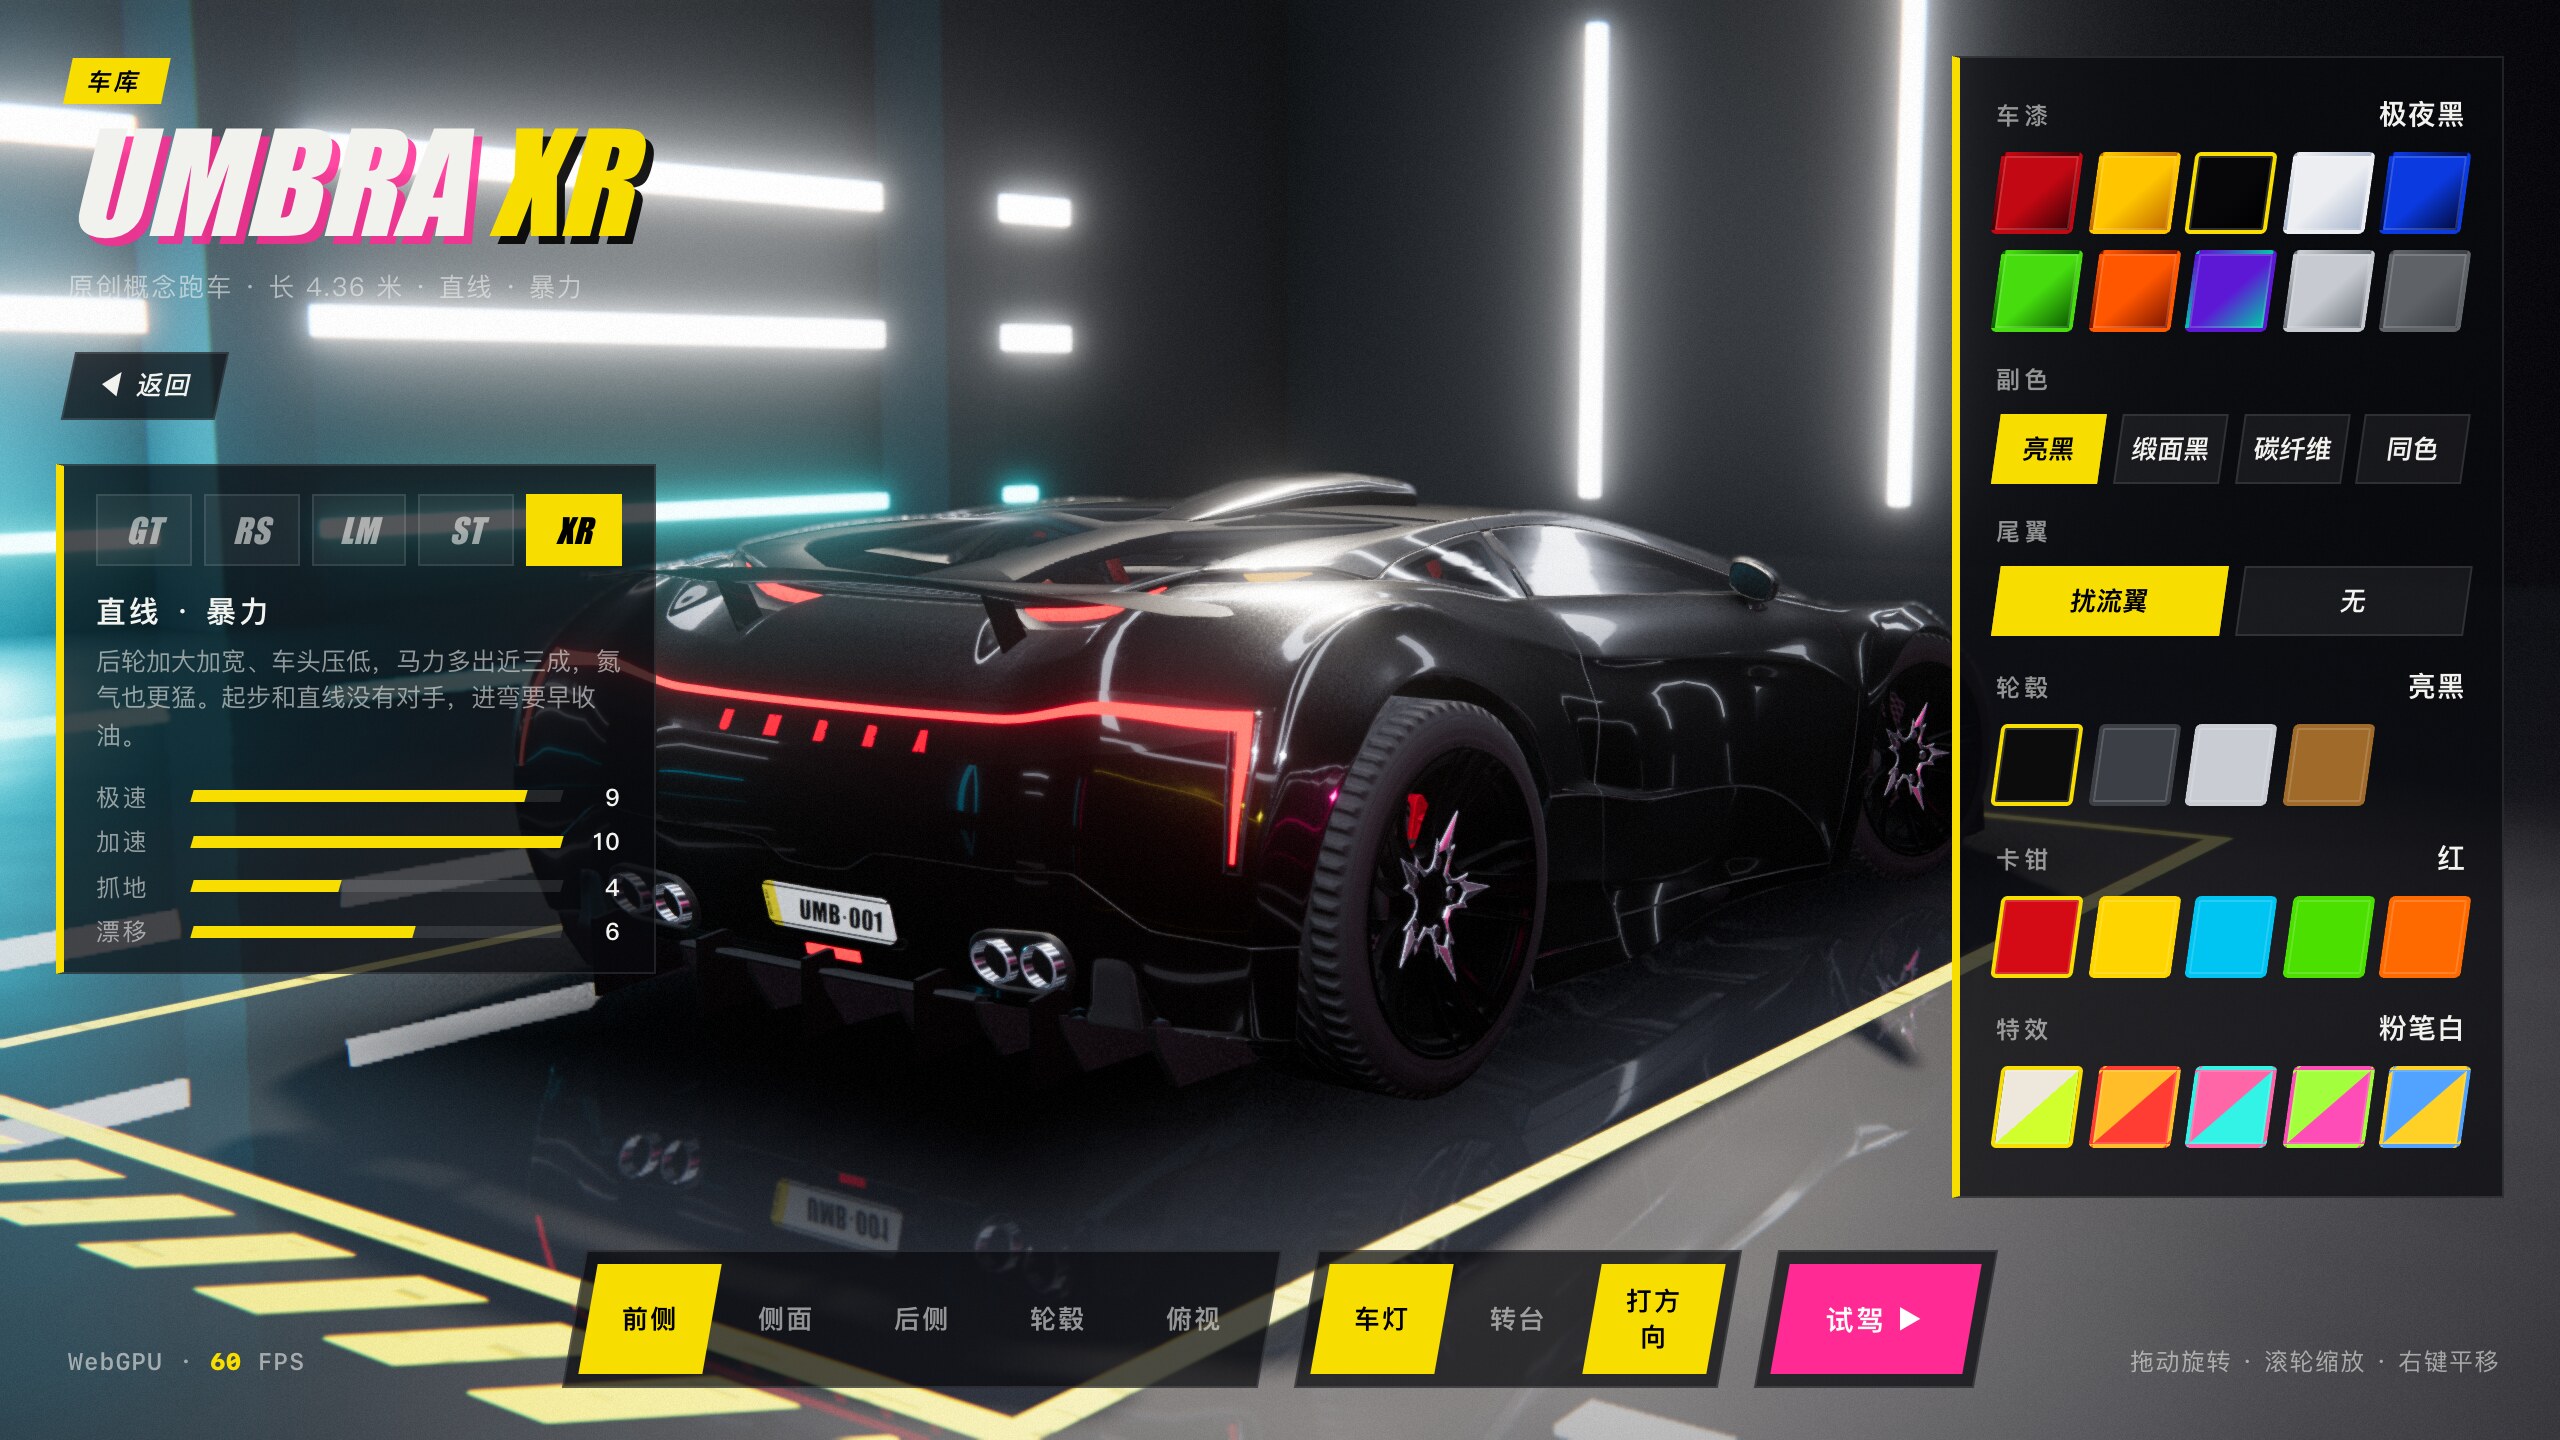 车库
UMBRA XR
原创概念跑车 · 长 4.36 米 · 直线 · 暴力
◀ 返回
GT RS LM ST XR
直线 · 暴力
后轮加大加宽、车头压低，马力多出近三成，氮
气也更猛。起步和直线没有对手，进弯要早收
油。
极速 9
加速 10
抓地 4
漂移 6
UMBRA
UMB·001
车漆 极夜黑
副色
亮黑 缎面黑 碳纤维 同色
尾翼
扰流翼 无
轮毂 亮黑
卡钳 红
特效 粉笔白
前侧 侧面 后侧 轮毂 俯视
车灯 转台 打方
向
试驾 ▶
WebGPU · 60 FPS
拖动旋转 · 滚轮缩放 · 右键平移